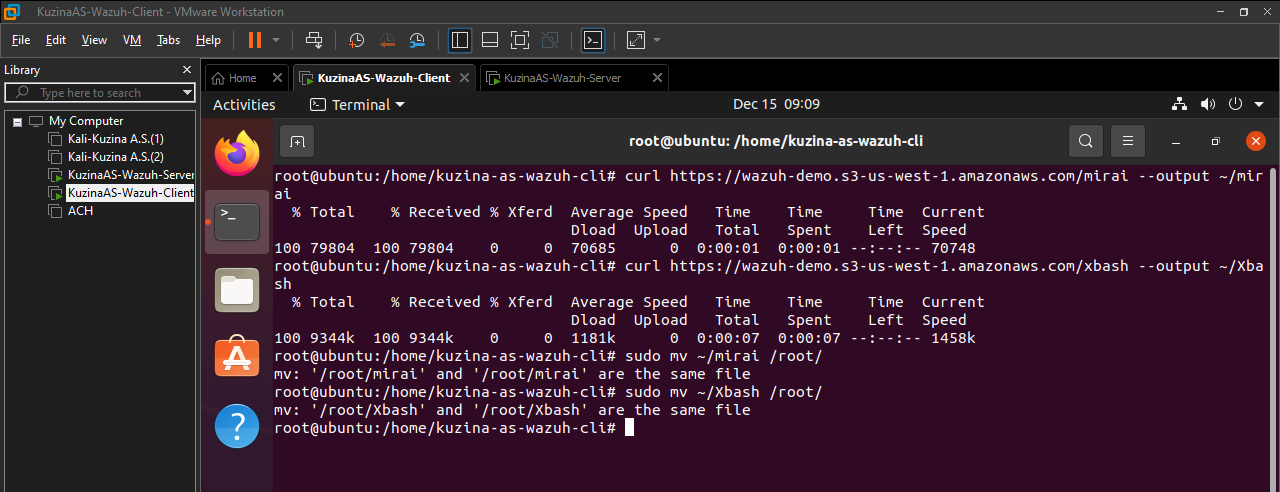 KuzinaAS-Wazuh-Client - VMware Workstation
File Edit View VM Tabs Help
Library
Type here to search
My Computer
Kali-Kuzina A.S.(1)
Kali-Kuzina A.S.(2)
KuzinaAS-Wazuh-Server
KuzinaAS-Wazuh-Client
ACH
Home KuzinaAS-Wazuh-Client KuzinaAS-Wazuh-Server
Activities Terminal Dec 15 09:09
root@ubuntu: /home/kuzina-as-wazuh-cli
root@ubuntu:/home/kuzina-as-wazuh-cli# curl https://wazuh-demo.s3-us-west-1.amazonaws.com/mirai --output ~/mir
ai
% Total % Received % Xferd Average Speed Time Time Time Current
Dload Upload Total Spent Left Speed
100 79804 100 79804 0 0 70685 0 0:00:01 0:00:01 --:--:-- 70748
root@ubuntu:/home/kuzina-as-wazuh-cli# curl https://wazuh-demo.s3-us-west-1.amazonaws.com/xbash --output ~/Xba
sh
% Total % Received % Xferd Average Speed Time Time Time Current
Dload Upload Total Spent Left Speed
100 9344k 100 9344k 0 0 1181k 0 0:00:07 0:00:07 --:--:-- 1458k
root@ubuntu:/home/kuzina-as-wazuh-cli# sudo mv ~/mirai /root/
mv: '/root/mirai' and '/root/mirai' are the same file
root@ubuntu:/home/kuzina-as-wazuh-cli# sudo mv ~/Xbash /root/
mv: '/root/Xbash' and '/root/Xbash' are the same file
root@ubuntu:/home/kuzina-as-wazuh-cli#